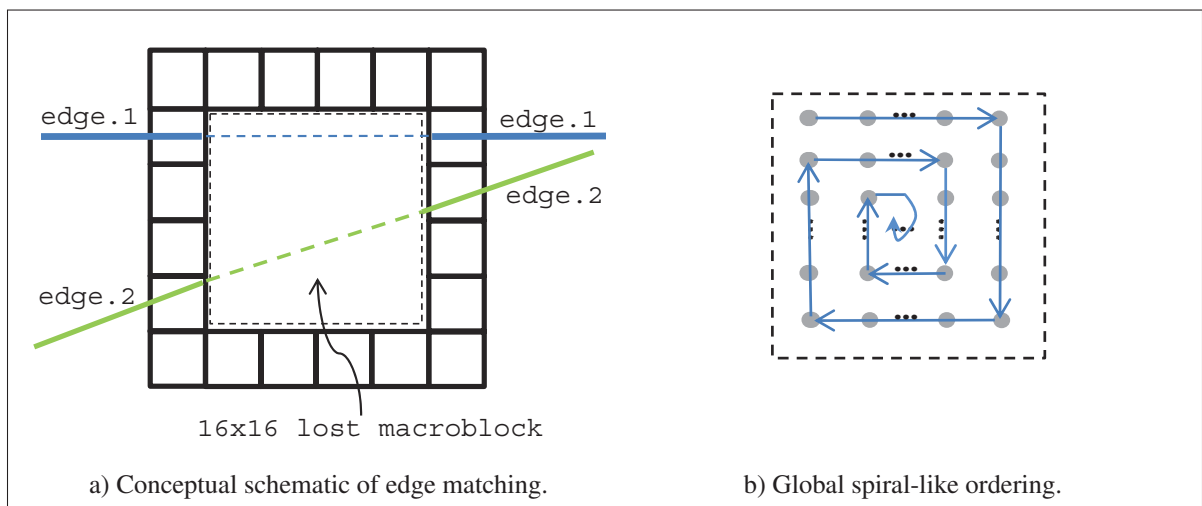 edge.1
edge.1
edge.2
edge.2
16x16 lost macroblock
a) Conceptual schematic of edge matching.
b) Global spiral-like ordering.